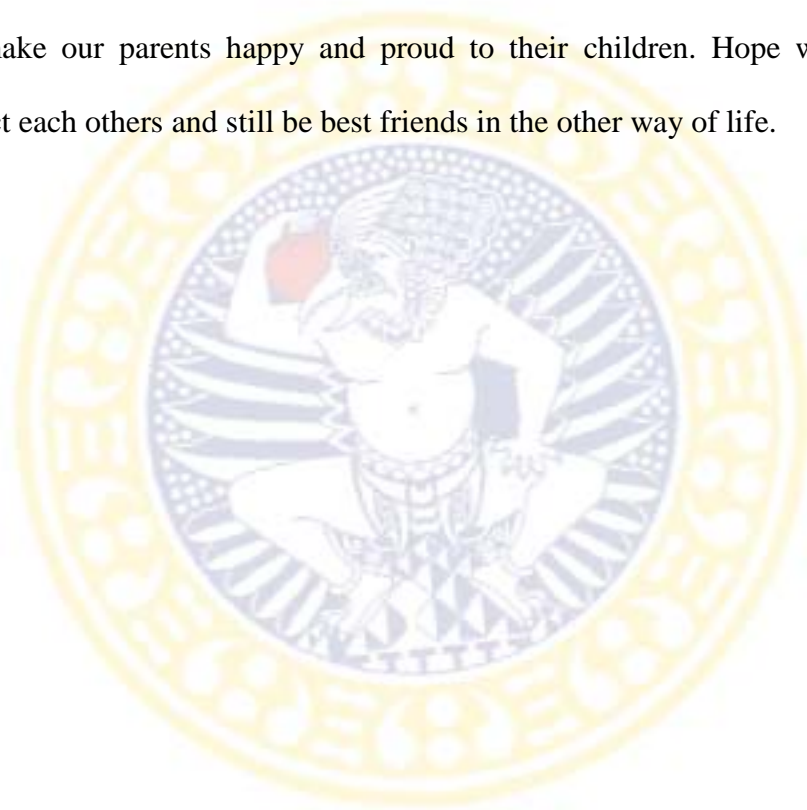 ake our parents happy and proud to their children. Hope w
ct each others and still be best friends in the other way of life.